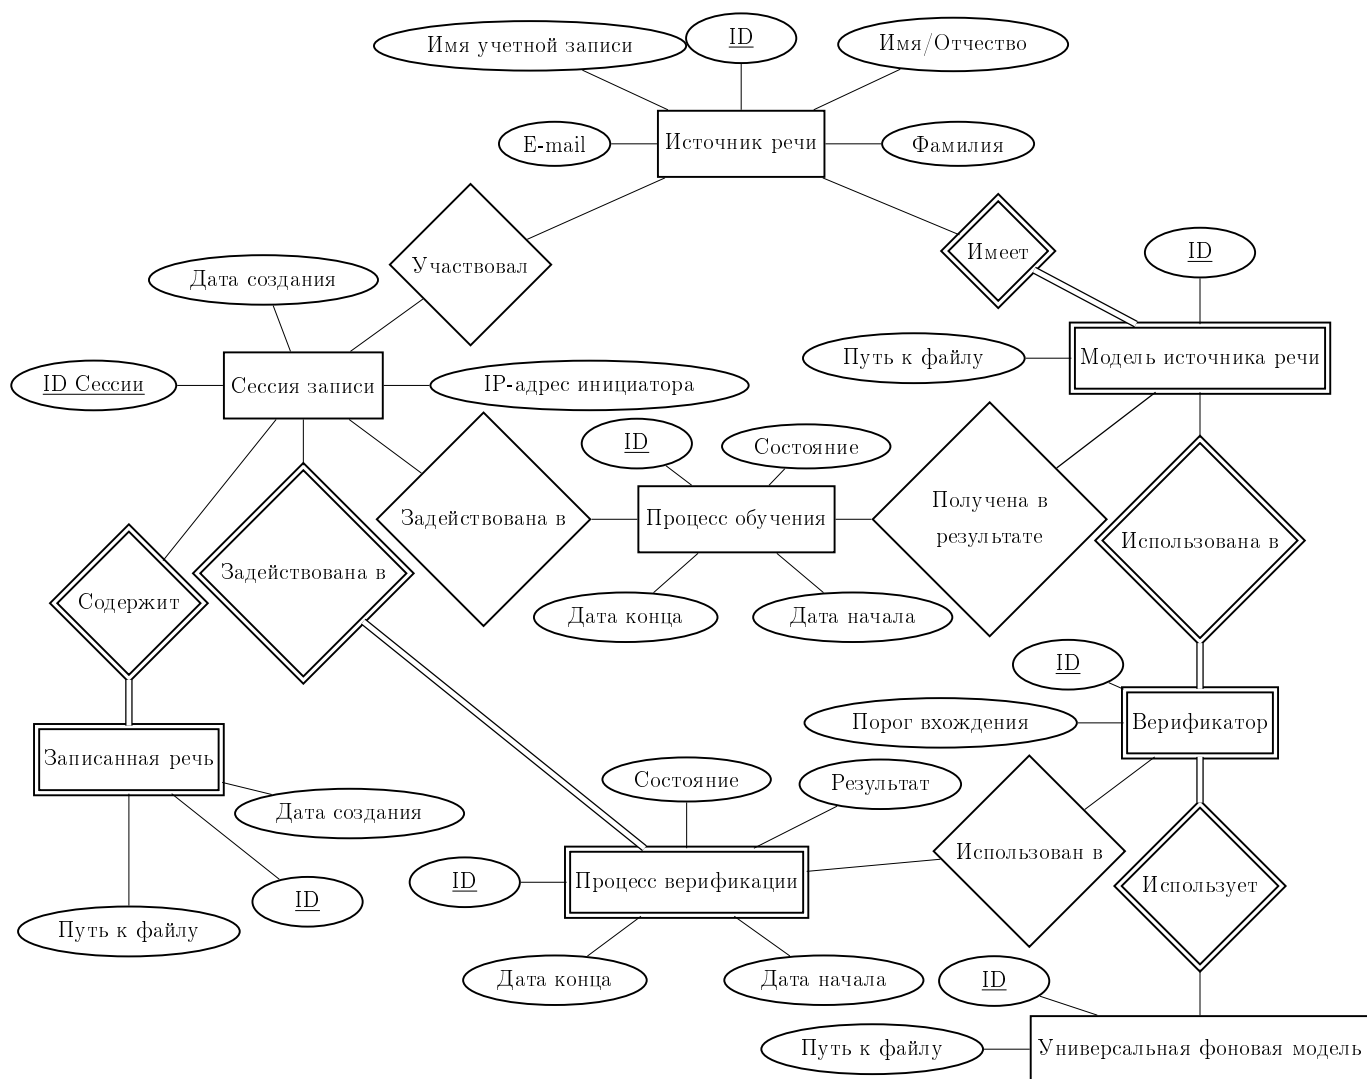 Имя учетной записи
ID
Имя/Отчество
E-mail
Источник речи
Фамилия
Участвовал
Имеет
ID
Дата создания
Путь к файлу
Модель источника речи
ID Сессии
Сессия записи
IP-адрес инициатора
ID
Состояние
Задействована в
Процесс обучения
Получена в
результате
Использована в
Задействована в
Содержит
Дата конца
Дата начала
ID
Порог вхождения
Верификатор
Записанная речь
Состояние
Результат
Дата создания
Использован в
ID
Процесс верификации
Использует
ID
Путь к файлу
Дата конца
Дата начала
ID
Путь к файлу
Универсальная фоновая модель